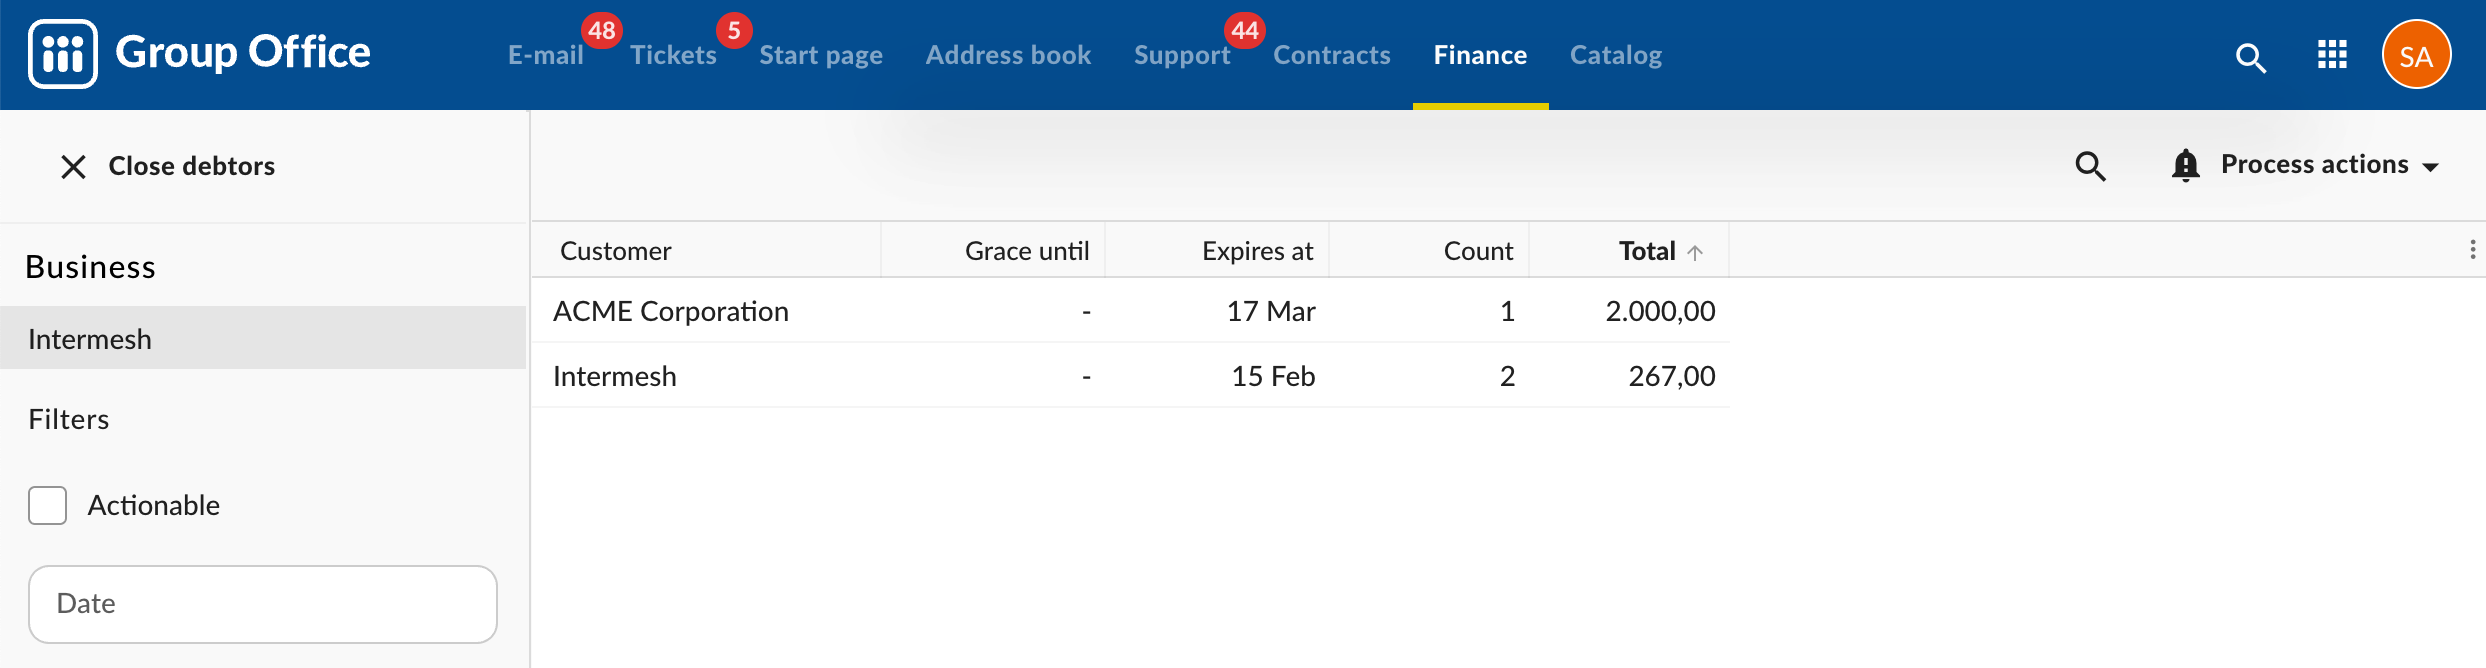 Group Office
E-mail 48 Tickets 5 Start page Address book Support 44 Contracts Finance Catalog SA
Close debtors
Process actions
Business
Intermesh
Filters
Actionable
Date
Customer Grace until Expires at Count Total
ACME Corporation - 17 Mar 1 2.000,00
Intermesh - 15 Feb 2 267,00